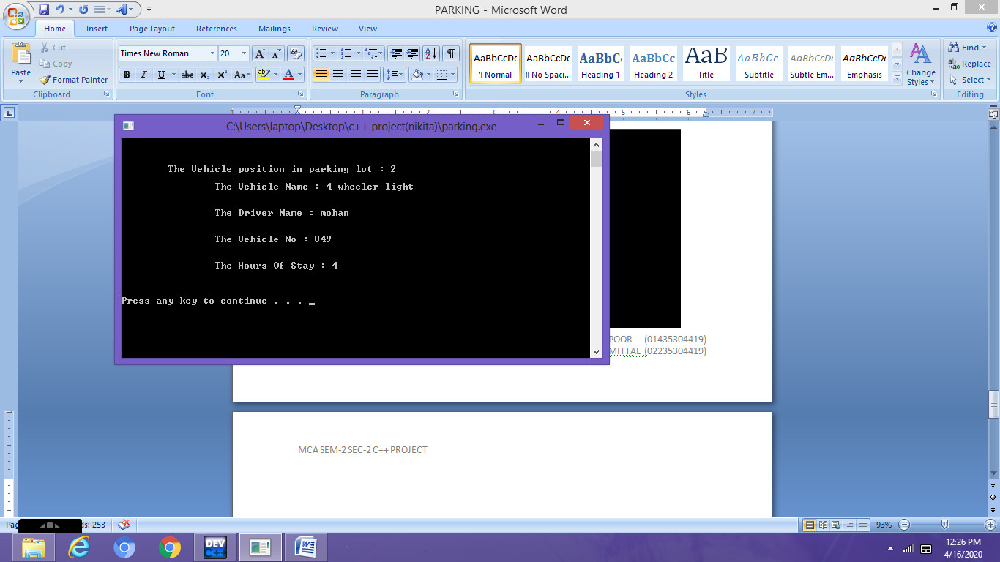 PARKING - Microsoft Word
Home Insert Page Layout References Mailings Review View
Paste
Cut
Copy
Format Painter
Clipboard
Times New Roman 20
Font
Paragraph
AaBbCcDc AaBbCcDc AaBbC AaBbCc AaB AaBbCc. AaBbCcDc AaBbCcDc
¶ Normal ¶ No Spaci... Heading 1 Heading 2 Title Subtitle Subtle Em... Emphasis
Styles
Change Styles
Find
Replace
Select
Editing
C:\Users\laptop\Desktop\c++ project(nikita)\parking.exe
The Vehicle position in parking lot : 2
The Vehicle Name : 4_wheeler_light
The Driver Name : mohan
The Vehicle No : 849
The Hours Of Stay : 4
Press any key to continue . . .
POOR (01435304419)
MITTAL (02235304419)
MCA SEM-2 SEC-2 C++ PROJECT
253
93%
DEV C++
12:26 PM
4/16/2020